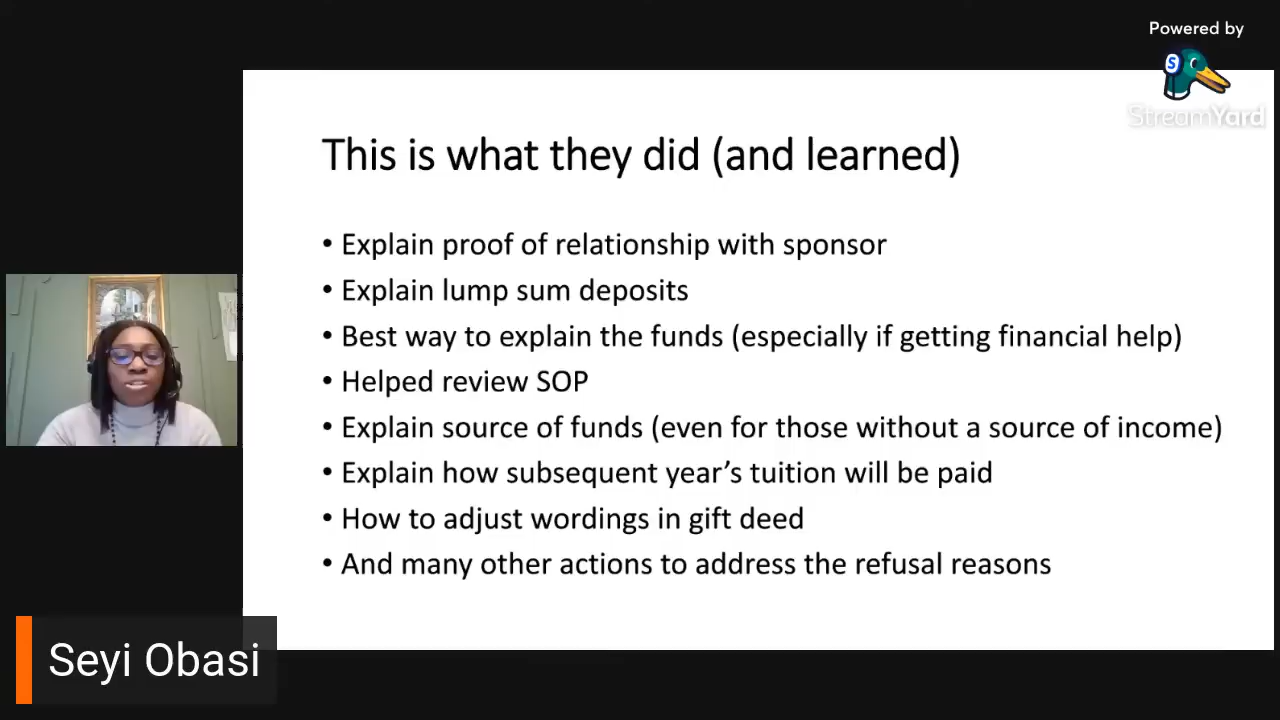 Powered by
StreamYard
This is what they did (and learned)
• Explain proof of relationship with sponsor
• Explain lump sum deposits
• Best way to explain the funds (especially if getting financial help)
• Helped review SOP
• Explain source of funds (even for those without a source of income)
• Explain how subsequent year’s tuition will be paid
• How to adjust wordings in gift deed
• And many other actions to address the refusal reasons
Seyi Obasi